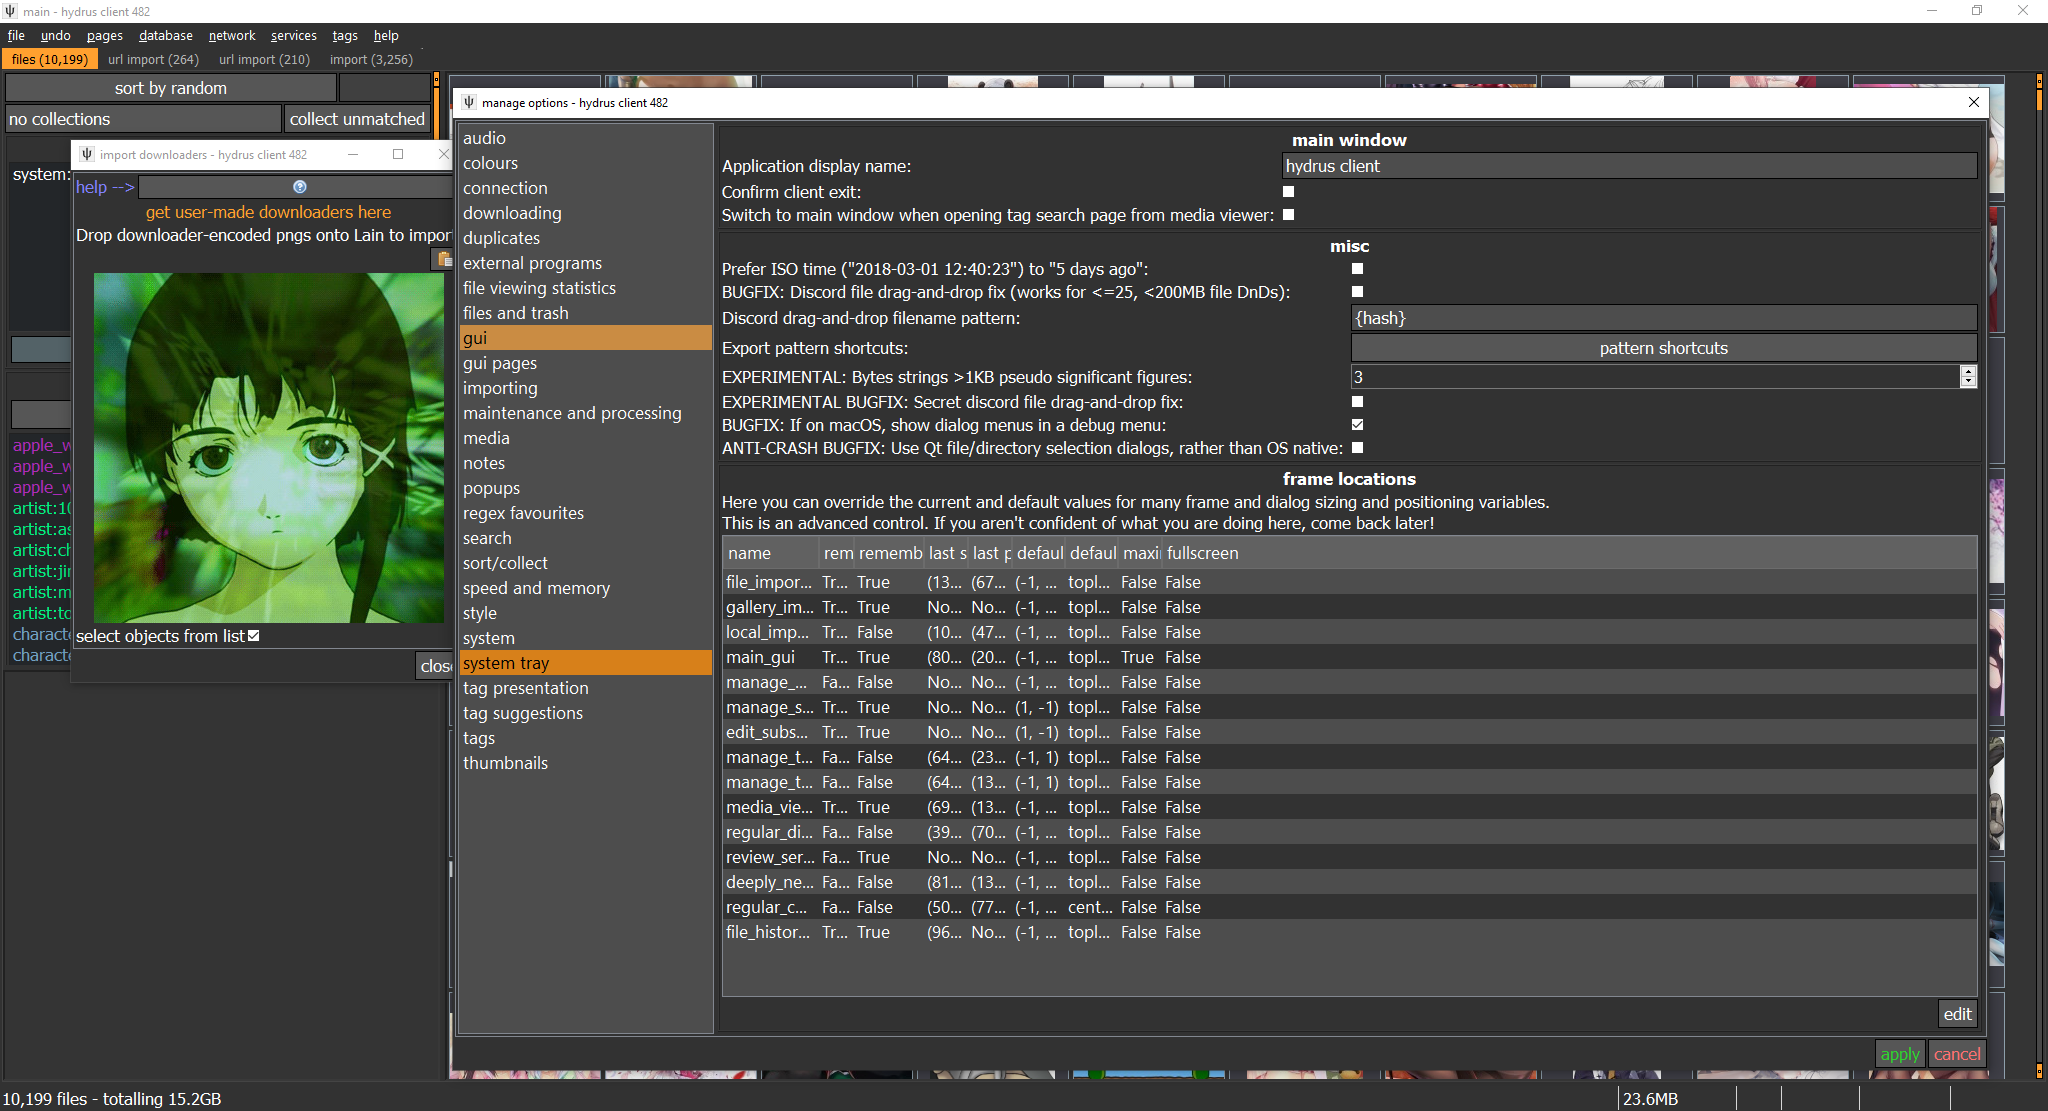 main - hydrus client 482
file undo pages database network services tags help
files (10,199) url import (264) url import (210) import (3,256)
sort by random
no collections collect unmatched
system:
apple_w
apple_w
apple_w
artist:10
artist:as
artist:ch
artist:jin
artist:m
artist:to
characte
characte
import downloaders - hydrus client 482
help -->
get user-made downloaders here
Drop downloader-encoded pngs onto Lain to impor
select objects from list
close
manage options - hydrus client 482
audio
colours
connection
downloading
duplicates
external programs
file viewing statistics
files and trash
gui
gui pages
importing
maintenance and processing
media
notes
popups
regex favourites
search
sort/collect
speed and memory
style
system
system tray
tag presentation
tag suggestions
tags
thumbnails
main window
Application display name: hydrus client
Confirm client exit:
Switch to main window when opening tag search page from media viewer:
misc
Prefer ISO time ("2018-03-01 12:40:23") to "5 days ago":
BUGFIX: Discord file drag-and-drop fix (works for <=25, <200MB file DnDs):
Discord drag-and-drop filename pattern: {hash}
Export pattern shortcuts: pattern shortcuts
EXPERIMENTAL: Bytes strings >1KB pseudo significant figures: 3
EXPERIMENTAL BUGFIX: Secret discord file drag-and-drop fix:
BUGFIX: If on macOS, show dialog menus in a debug menu:
ANTI-CRASH BUGFIX: Use Qt file/directory selection dialogs, rather than OS native:
frame locations
Here you can override the current and default values for many frame and dialog sizing and positioning variables.
This is an advanced control. If you aren't confident of what you are doing here, come back later!
name rem rememb last s last p defaul defaul maxi fullscreen
file_impor... Tr... True (13... (67... (-1, ... topl... False False
gallery_im... Tr... True No... No... (-1, ... topl... False False
local_imp... Tr... False (10... (47... (-1, ... topl... False False
main_gui Tr... True (80... (20... (-1, ... topl... True False
manage_... Fa... False No... No... (-1, ... topl... False False
manage_s... Tr... True No... No... (1, -1) topl... False False
edit_subs... Tr... True No... No... (1, -1) topl... False False
manage_t... Fa... False (64... (23... (-1, 1) topl... False False
manage_t... Fa... False (64... (13... (-1, 1) topl... False False
media_vie... Tr... True (69... (13... (-1, ... topl... False False
regular_di... Fa... False (39... (70... (-1, ... topl... False False
review_ser... Fa... True No... No... (-1, ... topl... False False
deeply_ne... Fa... False (81... (13... (-1, ... topl... False False
regular_c... Fa... False (50... (77... (-1, ... cent... False False
file_histor... Tr... True (96... No... (-1, ... topl... False False
edit
apply cancel
10,199 files - totalling 15.2GB 23.6MB